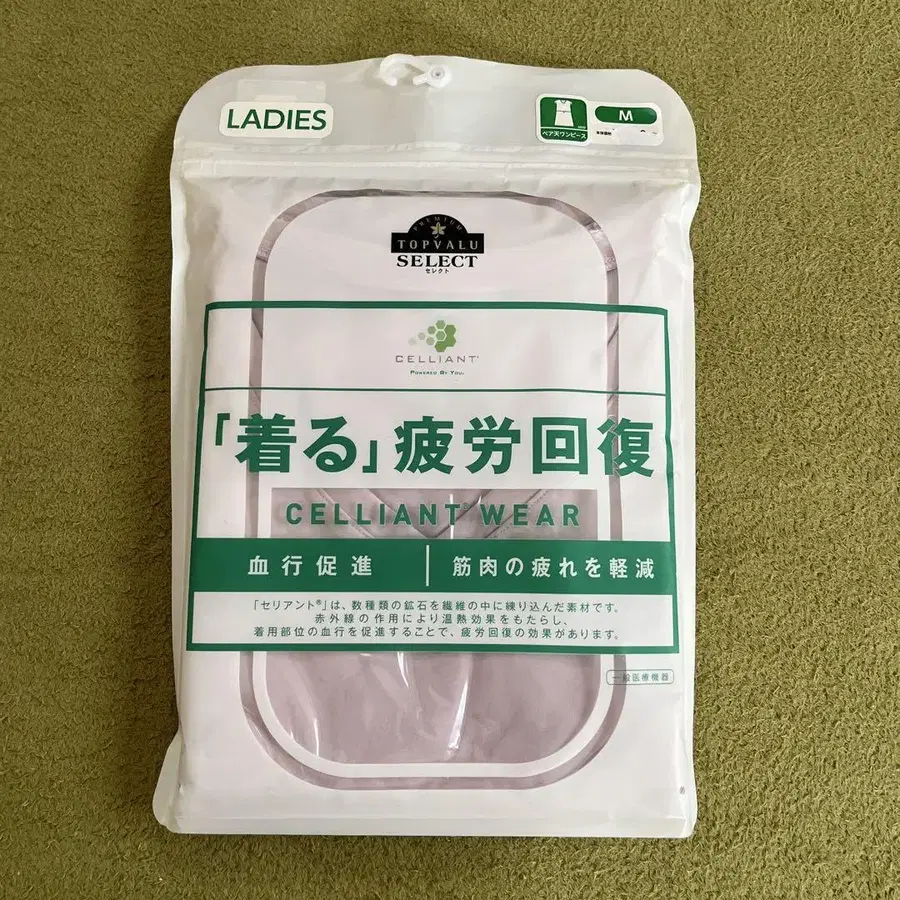 LADIES
ベア天ワンピース
M
PREMIUM
TOPVALU
SELECT
セレクト
CELLIANT®
POWERED BY YOU.
「着る」疲労回復
CELLIANT® WEAR
血行促進
筋肉の疲れを軽減
「セリアント®」は、数種類の鉱石を繊維の中に練り込んだ素材です。
赤外線の作用により温熱効果をもたらし、
着用部位の血行を促進することで、疲労回復の効果があります。
一般医療機器